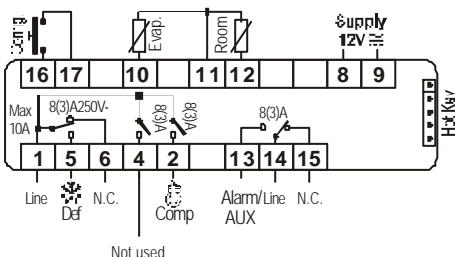 Supply
12V
Evap.
Room
16 17 10 11 12 8 9
Max
10A
8(3)A250V~
8(3)A
8(3)A
8(3)A
Hot Key
1 5 6 4 2 13 14 15
Line
Def
N.C.
Comp
Alarm/
AUX
Line
N.C.
Not used